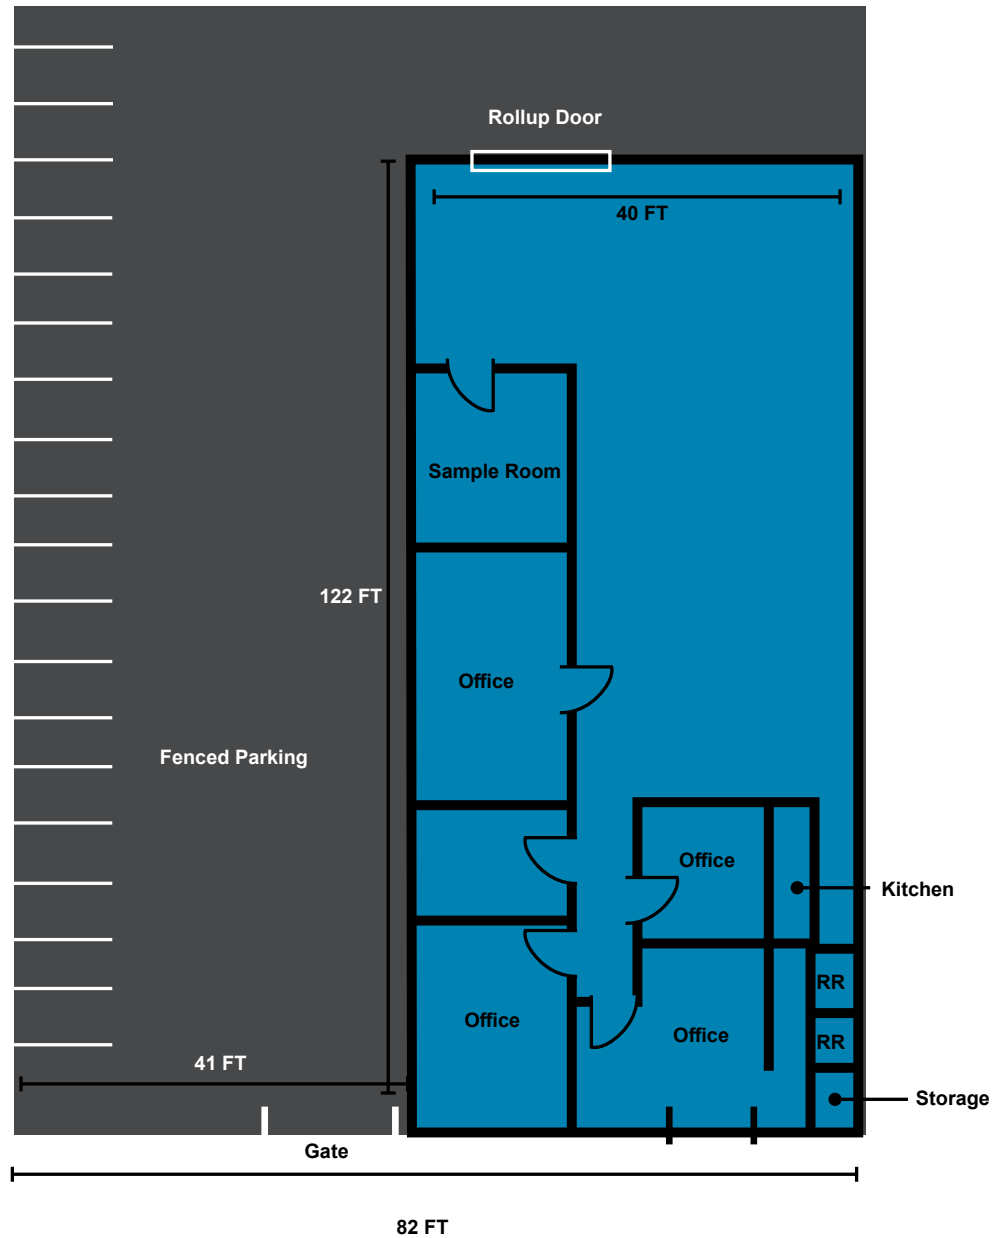 Rollup Door
40 FT
Sample Room
122 FT
Office
Fenced Parking
Office
Kitchen
RR
Office
Office
RR
41 FT
Storage
Gate
82 FT